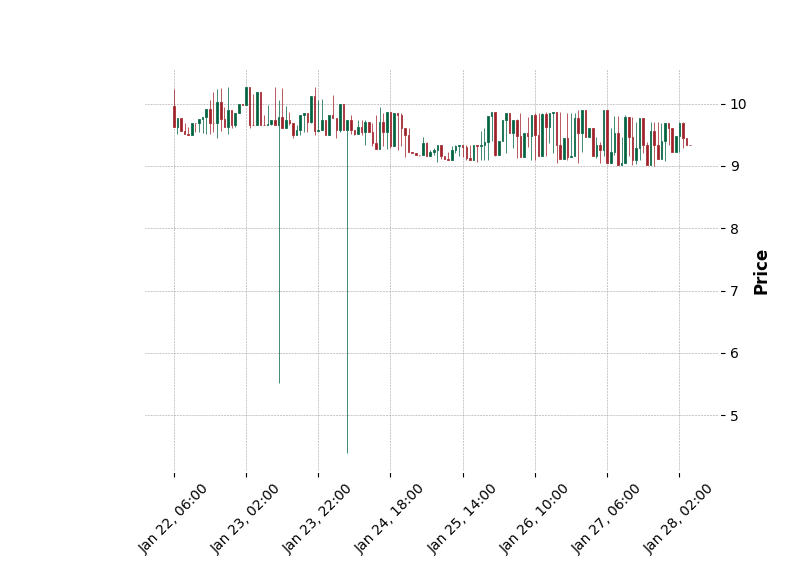 10
9
8
7
6
5
Price
Jan 22, 06:00
Jan 23, 02:00
Jan 23, 22:00
Jan 24, 18:00
Jan 25, 14:00
Jan 26, 10:00
Jan 27, 06:00
Jan 28, 02:00